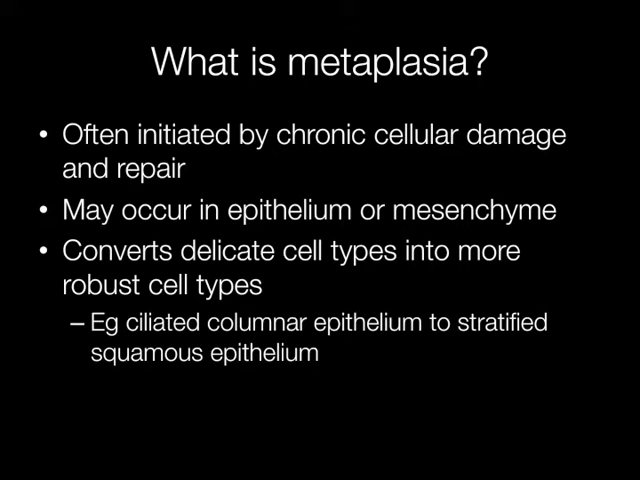 What is metaplasia?
• Often initiated by chronic cellular damage
and repair
• May occur in epithelium or mesenchyme
• Converts delicate cell types into more
robust cell types
– Eg ciliated columnar epithelium to stratified
squamous epithelium